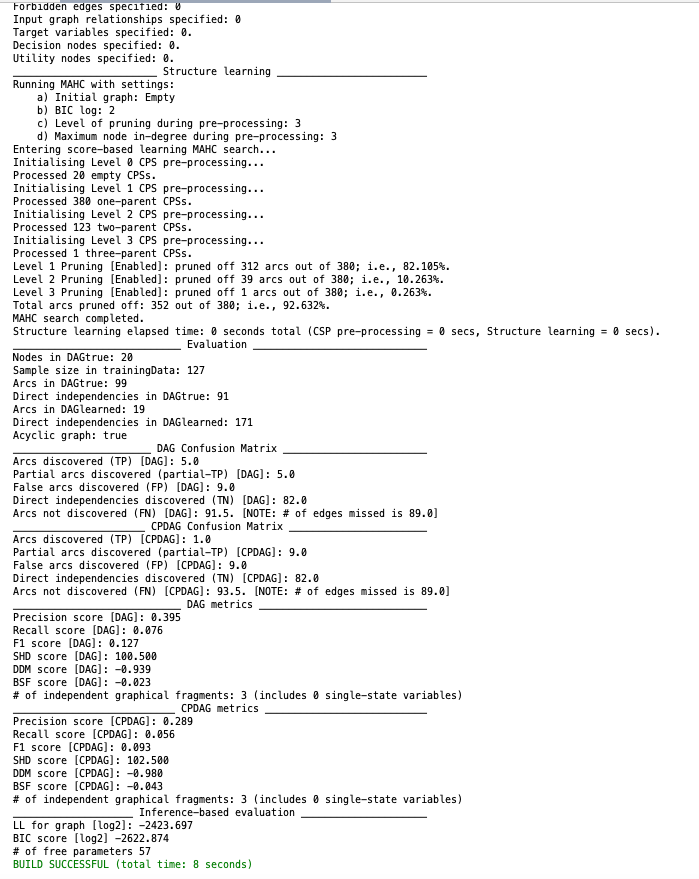 Forbidden edges specified: 0
Input graph relationships specified: 0
Target variables specified: 0.
Decision nodes specified: 0.
Utility nodes specified: 0.
Structure learning
Running MAHC with settings:
a) Initial graph: Empty
b) BIC log: 2
c) Level of pruning during pre-processing: 3
d) Maximum node in-degree during pre-processing: 3
Entering score-based learning MAHC search...
Initialising Level 0 CPS pre-processing...
Processed 20 empty CPSs.
Initialising Level 1 CPS pre-processing...
Processed 380 one-parent CPSs.
Initialising Level 2 CPS pre-processing...
Processed 123 two-parent CPSs.
Initialising Level 3 CPS pre-processing...
Processed 1 three-parent CPSs.
Level 1 Pruning [Enabled]: pruned off 312 arcs out of 380; i.e., 82.105%.
Level 2 Pruning [Enabled]: pruned off 39 arcs out of 380; i.e., 10.263%.
Level 3 Pruning [Enabled]: pruned off 1 arcs out of 380; i.e., 0.263%.
Total arcs pruned off: 352 out of 380; i.e., 92.632%.
MAHC search completed.
Structure learning elapsed time: 0 seconds total (CSP pre-processing = 0 secs, Structure learning = 0 secs).
Evaluation
Nodes in DAGtrue: 20
Sample size in trainingData: 127
Arcs in DAGtrue: 99
Direct independencies in DAGtrue: 91
Arcs in DAGlearned: 19
Direct independencies in DAGlearned: 171
Acyclic graph: true
DAG Confusion Matrix
Arcs discovered (TP) [DAG]: 5.0
Partial arcs discovered (partial-TP) [DAG]: 5.0
False arcs discovered (FP) [DAG]: 9.0
Direct independencies discovered (TN) [DAG]: 82.0
Arcs not discovered (FN) [DAG]: 91.5. [NOTE: # of edges missed is 89.0]
CPDAG Confusion Matrix
Arcs discovered (TP) [CPDAG]: 1.0
Partial arcs discovered (partial-TP) [CPDAG]: 9.0
False arcs discovered (FP) [CPDAG]: 9.0
Direct independencies discovered (TN) [CPDAG]: 82.0
Arcs not discovered (FN) [CPDAG]: 93.5. [NOTE: # of edges missed is 89.0]
DAG metrics
Precision score [DAG]: 0.395
Recall score [DAG]: 0.076
F1 score [DAG]: 0.127
SHD score [DAG]: 100.500
DDM score [DAG]: -0.939
BSF score [DAG]: -0.023
# of independent graphical fragments: 3 (includes 0 single-state variables)
CPDAG metrics
Precision score [CPDAG]: 0.289
Recall score [CPDAG]: 0.056
F1 score [CPDAG]: 0.093
SHD score [CPDAG]: 102.500
DDM score [CPDAG]: -0.980
BSF score [CPDAG]: -0.043
# of independent graphical fragments: 3 (includes 0 single-state variables)
Inference-based evaluation
LL for graph [log2]: -2423.697
BIC score [log2] -2622.874
# of free parameters 57
BUILD SUCCESSFUL (total time: 8 seconds)